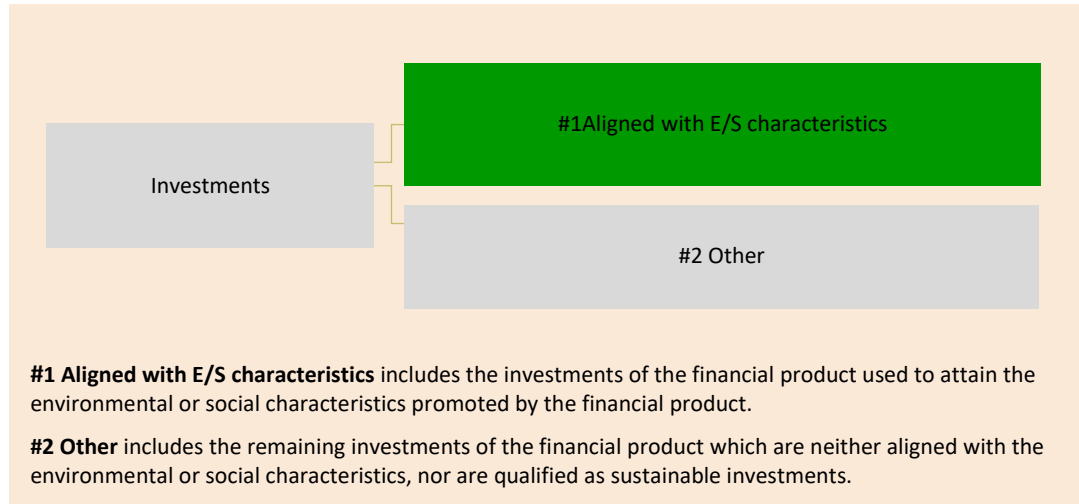 #1Aligned with E/S characteristics
Investments
#2 Other
#1 Aligned with E/S characteristics includes the investments of the financial product used to attain the
environmental or social characteristics promoted by the financial product.
#2 Other includes the remaining investments of the financial product which are neither aligned with the
environmental or social characteristics, nor are qualified as sustainable investments.